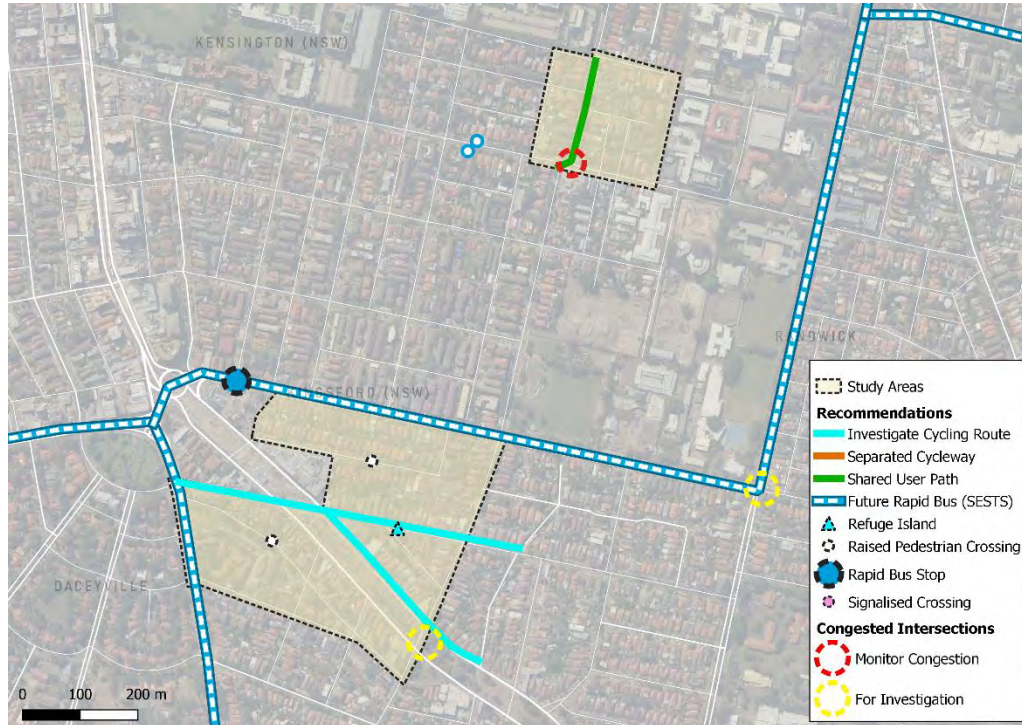 KENSINGTON (NSW)
RANDWICK
GSFORD (NSW)
DACEYVILLE
0 100 200 m
Study Areas
Recommendations
Investigate Cycling Route
Separated Cycleway
Shared User Path
Future Rapid Bus (SESTS)
Refuge Island
Raised Pedestrian Crossing
Rapid Bus Stop
Signalised Crossing
Congested Intersections
Monitor Congestion
For Investigation